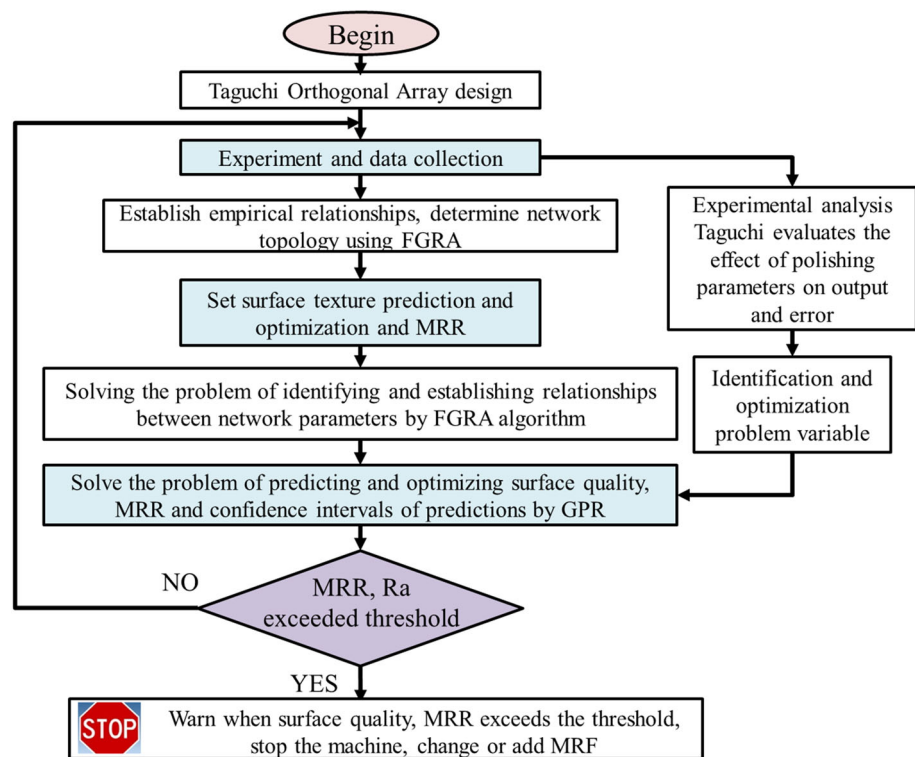 Begin
Taguchi Orthogonal Array design
Experiment and data collection
Establish empirical relationships, determine network
topology using FGRA
Set surface texture prediction and
optimization and MRR
Solving the problem of identifying and establishing relationships
between network parameters by FGRA algorithm
Experimental analysis
Taguchi evaluates the
effect of polishing
parameters on output
and error
Identification and
optimization
problem variable
Solve the problem of predicting and optimizing surface quality,
MRR and confidence intervals of predictions by GPR
MRR, Ra
exceeded threshold
NO
YES
STOP
Warn when surface quality, MRR exceeds the threshold,
stop the machine, change or add MRF